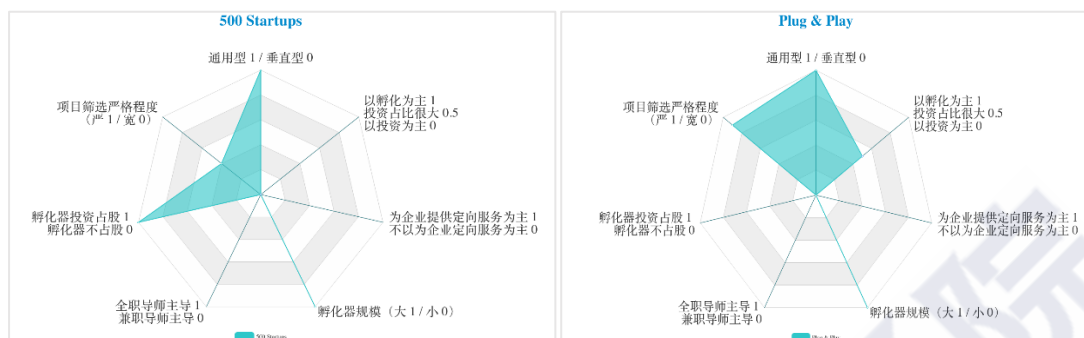 500 Startups
通用型 1 / 垂直型 0
项目筛选严格程度
（严 1 / 宽 0）
以孵化为主 1
投资占比很大 0.5
以投资为主 0
孵化器投资占股 1
孵化器不占股 0
为企业提供定向服务为主 1
不以为企业定向服务为主 0
全职导师主导 1
兼职导师主导 0
孵化器规模（大 1 / 小 0）
500 Startups
Plug & Play
通用型 1 / 垂直型 0
项目筛选严格程度
（严 1 / 宽 0）
以孵化为主 1
投资占比很大 0.5
以投资为主 0
孵化器投资占股 1
孵化器不占股 0
为企业提供定向服务为主 1
不以为企业定向服务为主 0
全职导师主导 1
兼职导师主导 0
孵化器规模（大 1 / 小 0）
Plug & Play